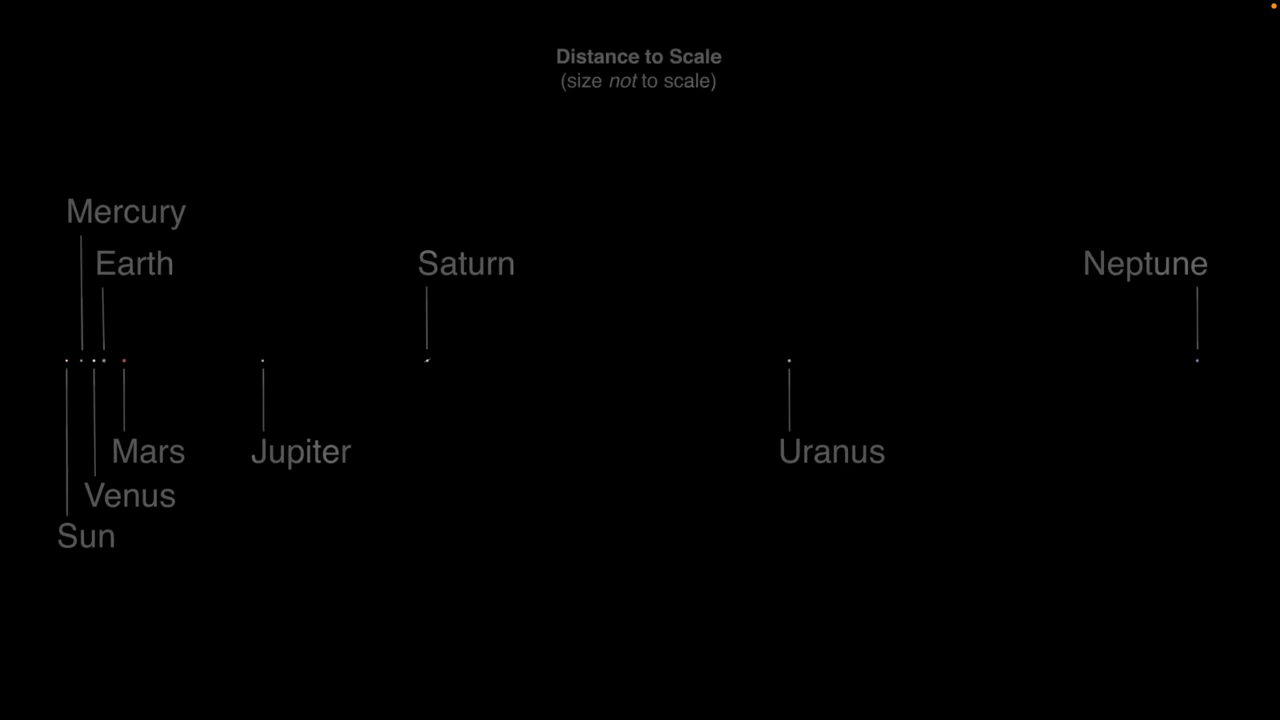 Distance to Scale
(size not to scale)
Mercury
Earth
Saturn
Neptune
Mars
Jupiter
Uranus
Venus
Sun